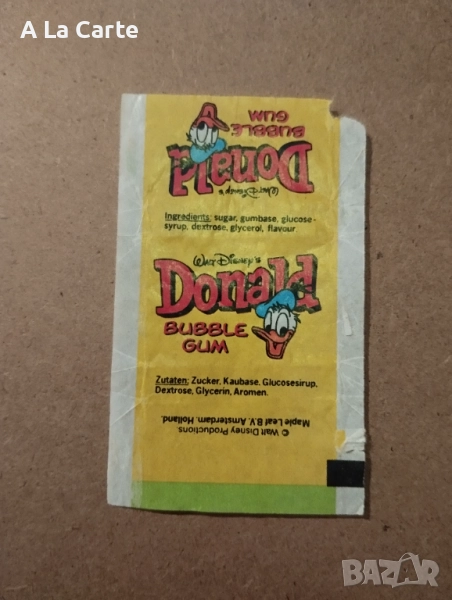 A La Carte
BUBBLE
GUM
Donald
Walt Disney's
Ingredients: sugar, gumbase, glucose-
syrup, dextrose, glycerol, flavour.
Walt Disney's
Donald
BUBBLE
GUM
Zutaten: Zucker, Kaubase, Glucosesirup,
Dextrose, Glycerin, Aromen.
© Walt Disney Productions
Maple Leaf B.V. Amsterdam. Holland.
BAZAR